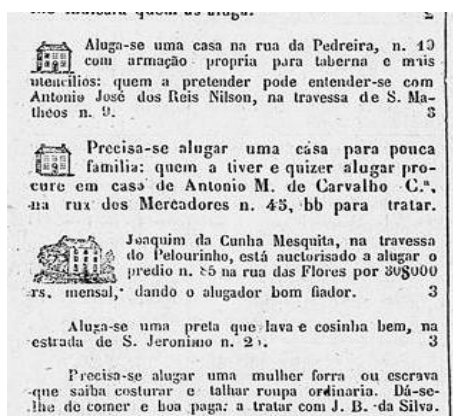 Aluga-se uma casa na rua da Pedreira, n. 19
com armação propria para taberna e mais
utencilios: quem a pretender pode entender-se com
Antonio José dos Reis Nilson, na travessa de S. Ma-
theos n. 9. 3
Precisa-se alugar uma casa para pouca
familia: quem a tiver e quizer alugar pro-
cure em casa de Antonio M. de Carvalho C.ª,
na rua dos Mercadores n. 45, bb para tratar.
Joaquim da Cunha Mesquita, na travessa
do Pelourinho, está auctorisado a alugar o
predio n. 85 na rua das Flores por 30$000
rs. mensal, dando o alugador bom fiador. 3
Aluga-se uma preta que lava e cosinha bem, na
estrada de S. Jeronimo n. 3
Precisa-se alugar uma mulher forra ou escrava
que saiba costurar e talhar roupa ordinaria. Dá-se-
lhe de comer e boa paga: a tratar com J. B. da Silva.